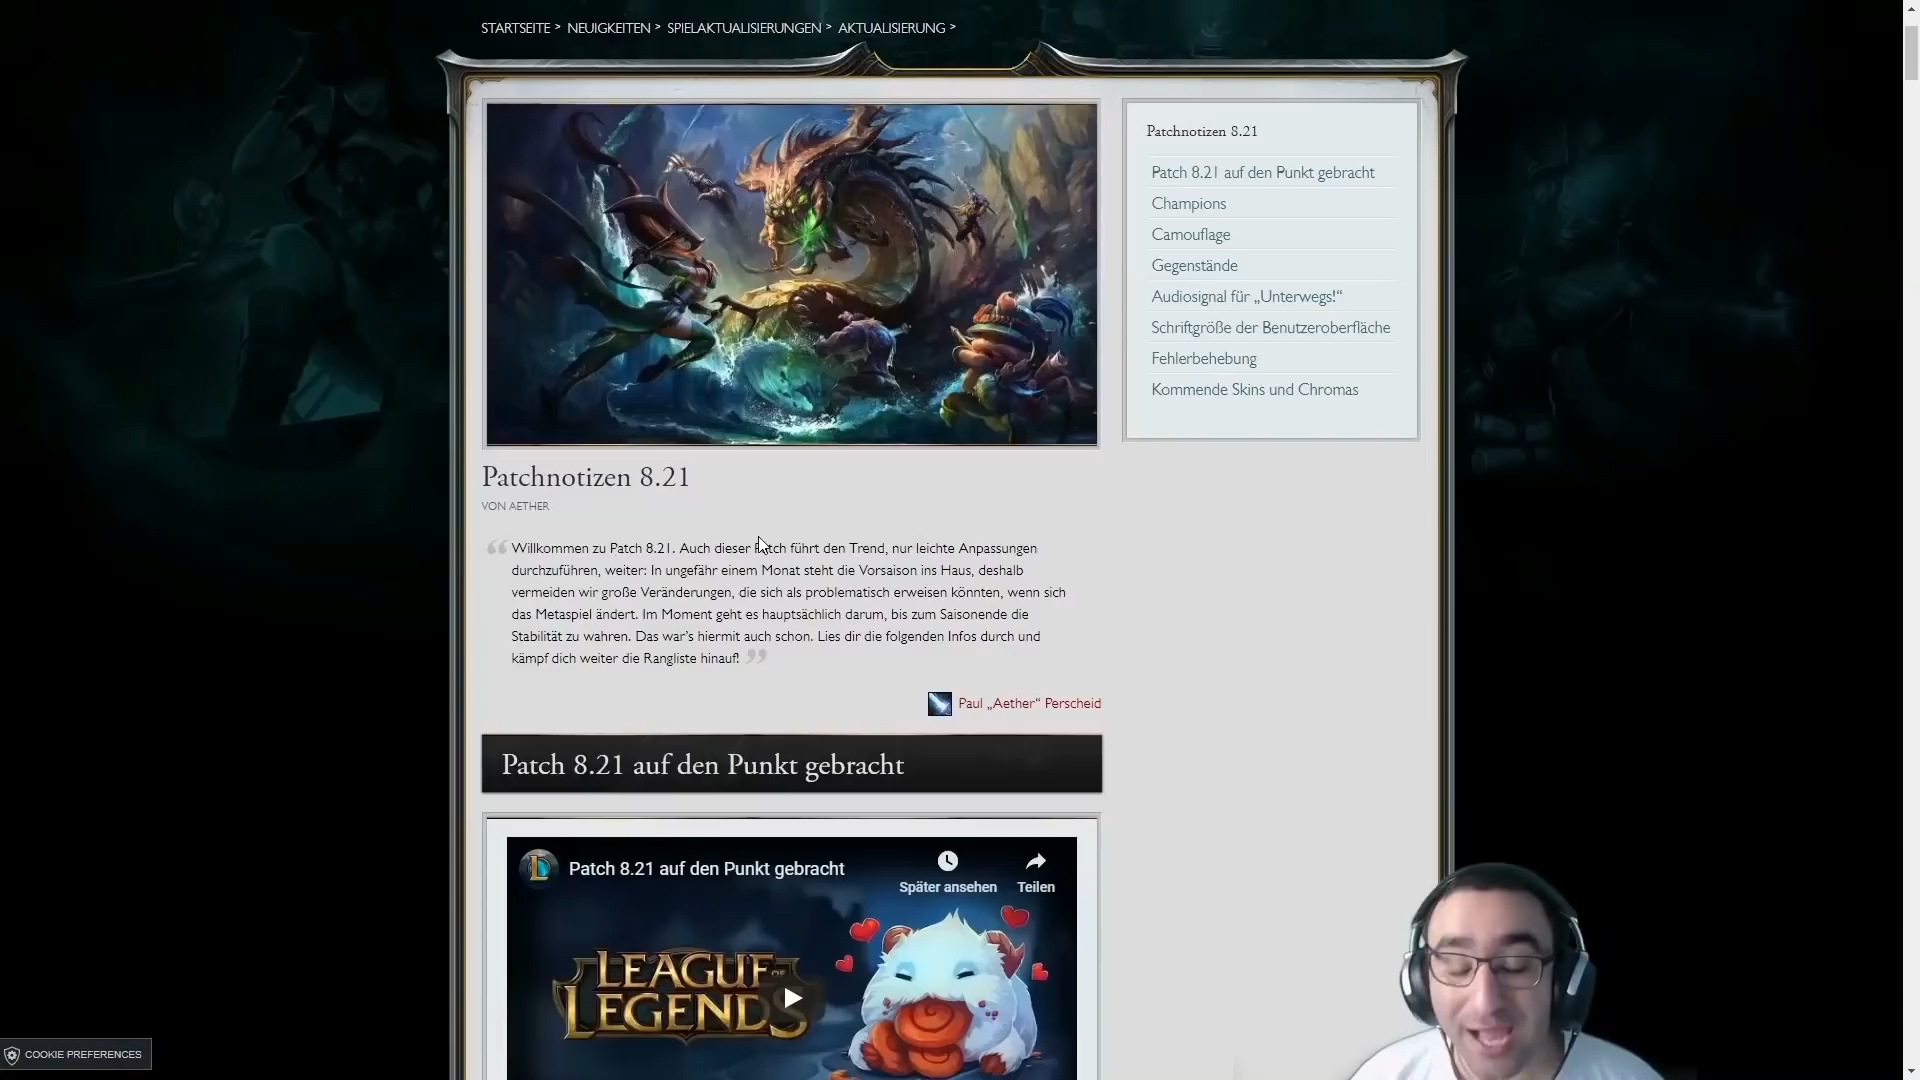 STARTSEITE > NEUIGKEITEN > SPIELAKTUALISIERUNGEN > AKTUALISIERUNG >
Patchnotizen 8.21
Patch 8.21 auf den Punkt gebracht
Champions
Camouflage
Gegenstände
Audiosignal für „Unterwegs!“
Schriftgröße der Benutzeroberfläche
Fehlerbehebung
Kommende Skins und Chromas
Patchnotizen 8.21
VON AETHER
Willkommen zu Patch 8.21. Auch dieser Patch führt den Trend, nur leichte Anpassungen
durchzuführen, weiter: In ungefähr einem Monat steht die Vorsaison ins Haus, deshalb
vermeiden wir große Veränderungen, die sich als problematisch erweisen könnten, wenn sich
das Metaspiel ändert. Im Moment geht es hauptsächlich darum, bis zum Saisonende die
Stabilität zu wahren. Das war's hiermit auch schon. Lies dir die folgenden Infos durch und
kämpf dich weiter die Rangliste hinauf!
Paul „Aether“ Perscheid
Patch 8.21 auf den Punkt gebracht
Patch 8.21 auf den Punkt gebracht
Später ansehen
Teilen
LEAGUE OF
LEGENDS
COOKIE PREFERENCES